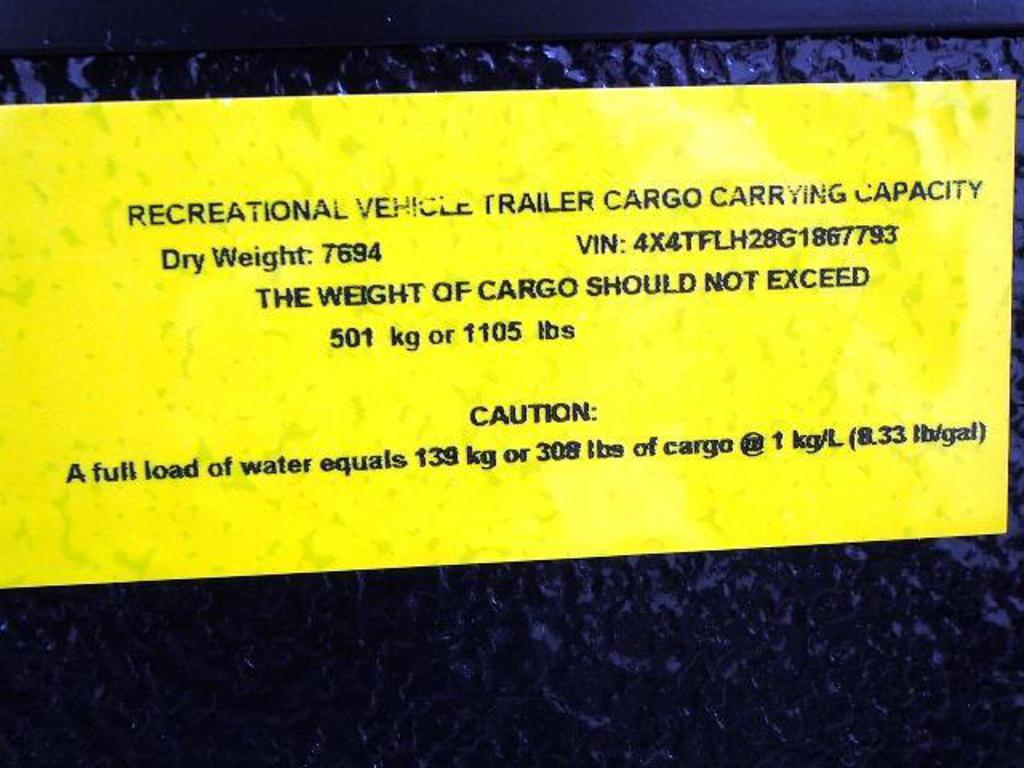 RECREATIONAL VEHICLE TRAILER CARGO CARRYING CAPACITY
Dry Weight: 7694 VIN: 4X4TFLH28G1867793
THE WEIGHT OF CARGO SHOULD NOT EXCEED
501 kg or 1105 lbs
CAUTION:
A full load of water equals 139 kg or 308 lbs of cargo @ 1 kg/L (8.33 lb/gal)